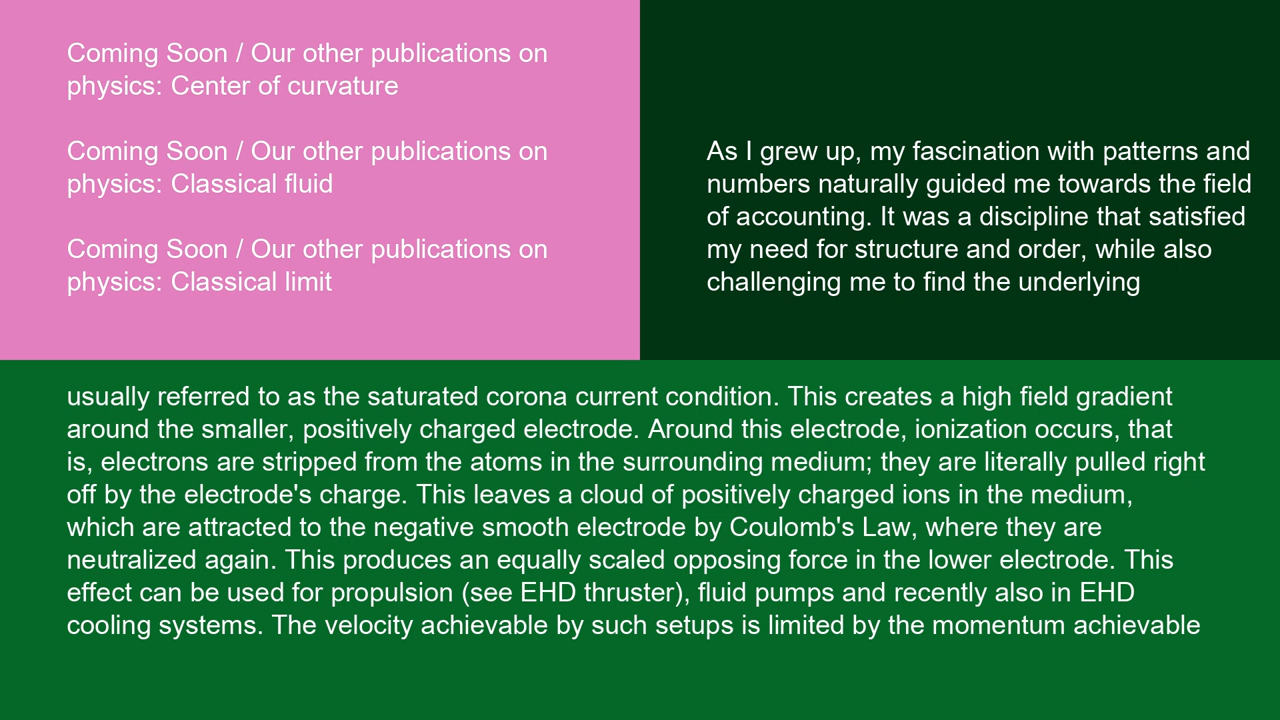 Coming Soon / Our other publications on
physics: Center of curvature
Coming Soon / Our other publications on
physics: Classical fluid
Coming Soon / Our other publications on
physics: Classical limit
As I grew up, my fascination with patterns and
numbers naturally guided me towards the field
of accounting. It was a discipline that satisfied
my need for structure and order, while also
challenging me to find the underlying
usually referred to as the saturated corona current condition. This creates a high field gradient
around the smaller, positively charged electrode. Around this electrode, ionization occurs, that
is, electrons are stripped from the atoms in the surrounding medium; they are literally pulled right
off by the electrode's charge. This leaves a cloud of positively charged ions in the medium,
which are attracted to the negative smooth electrode by Coulomb's Law, where they are
neutralized again. This produces an equally scaled opposing force in the lower electrode. This
effect can be used for propulsion (see EHD thruster), fluid pumps and recently also in EHD
cooling systems. The velocity achievable by such setups is limited by the momentum achievable